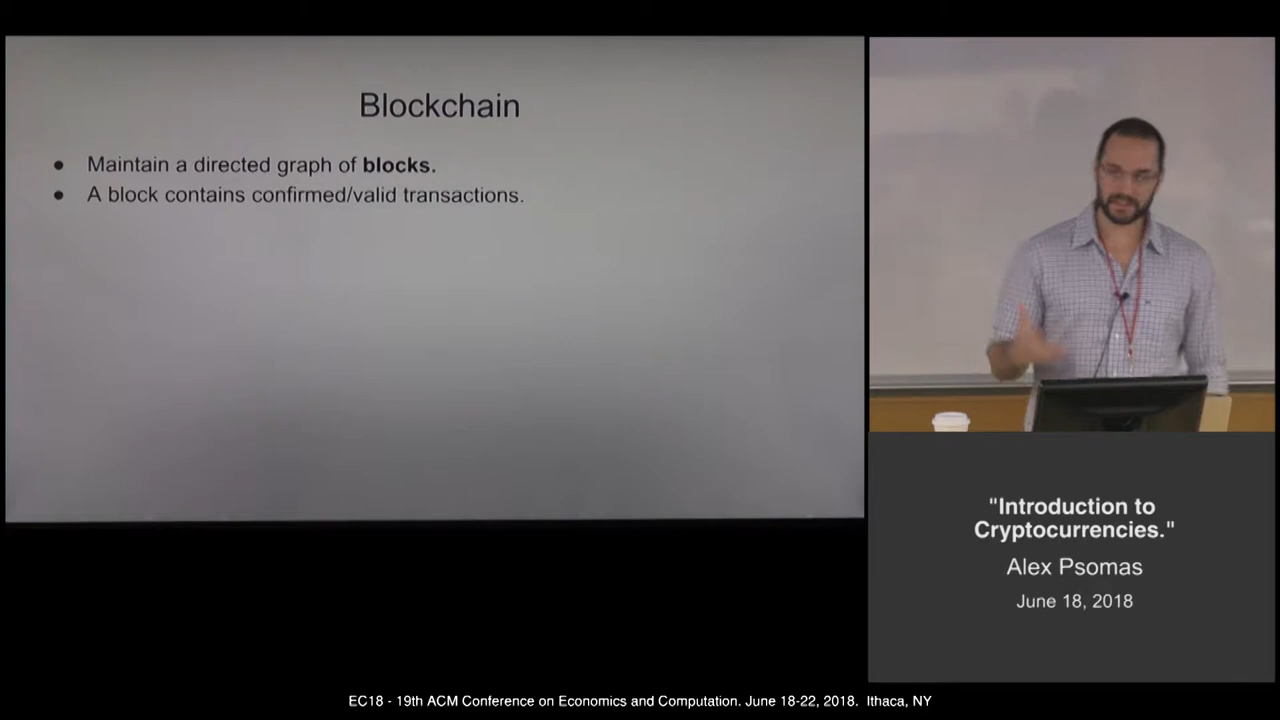 Blockchain
● Maintain a directed graph of blocks.
● A block contains confirmed/valid transactions.
"Introduction to
Cryptocurrencies."
Alex Psomas
June 18, 2018
EC18 - 19th ACM Conference on Economics and Computation. June 18-22, 2018. Ithaca, NY